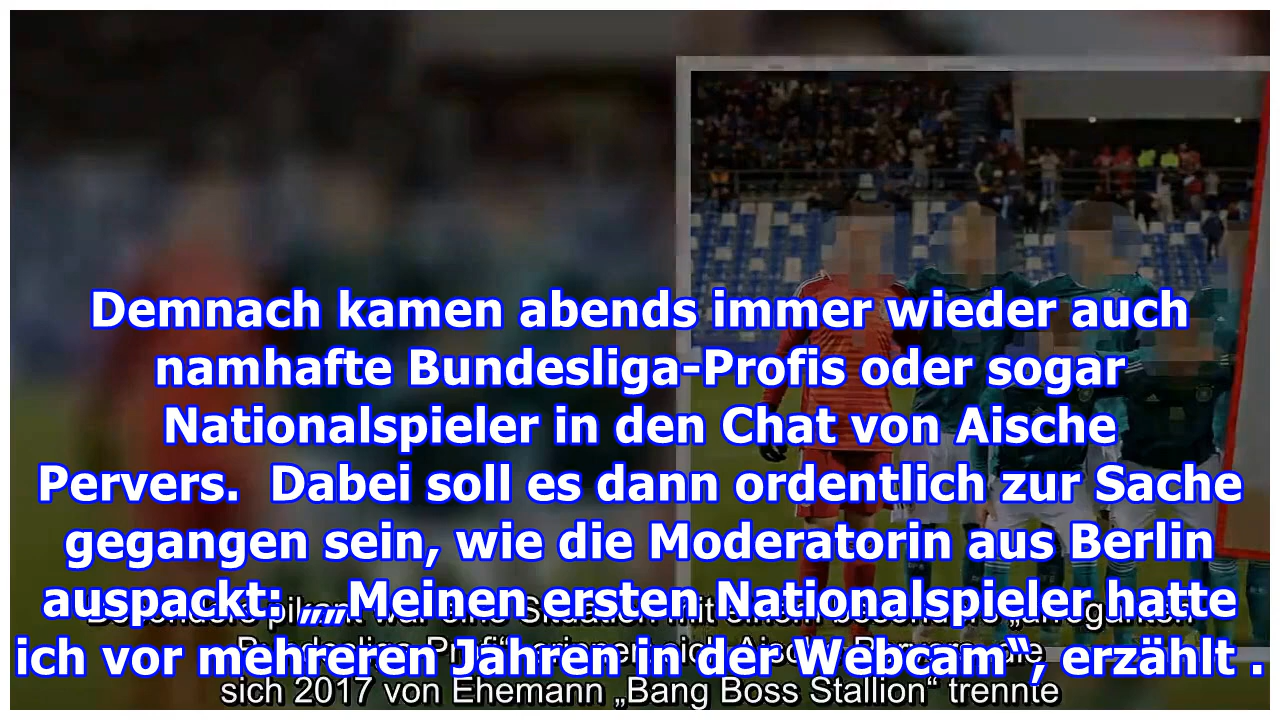 Demnach kamen abends immer wieder auch
namhafte Bundesliga-Profis oder sogar
Nationalspieler in den Chat von Aische
Pervers.  Dabei soll es dann ordentlich zur Sache
gegangen sein, wie die Moderatorin aus Berlin
auspackt: „„Meinen ersten Nationalspieler hatte
ich vor mehreren Jahren in der Webcam“, erzählt .
sich 2017 von Ehemann „Bang Boss Stallion“ trennte